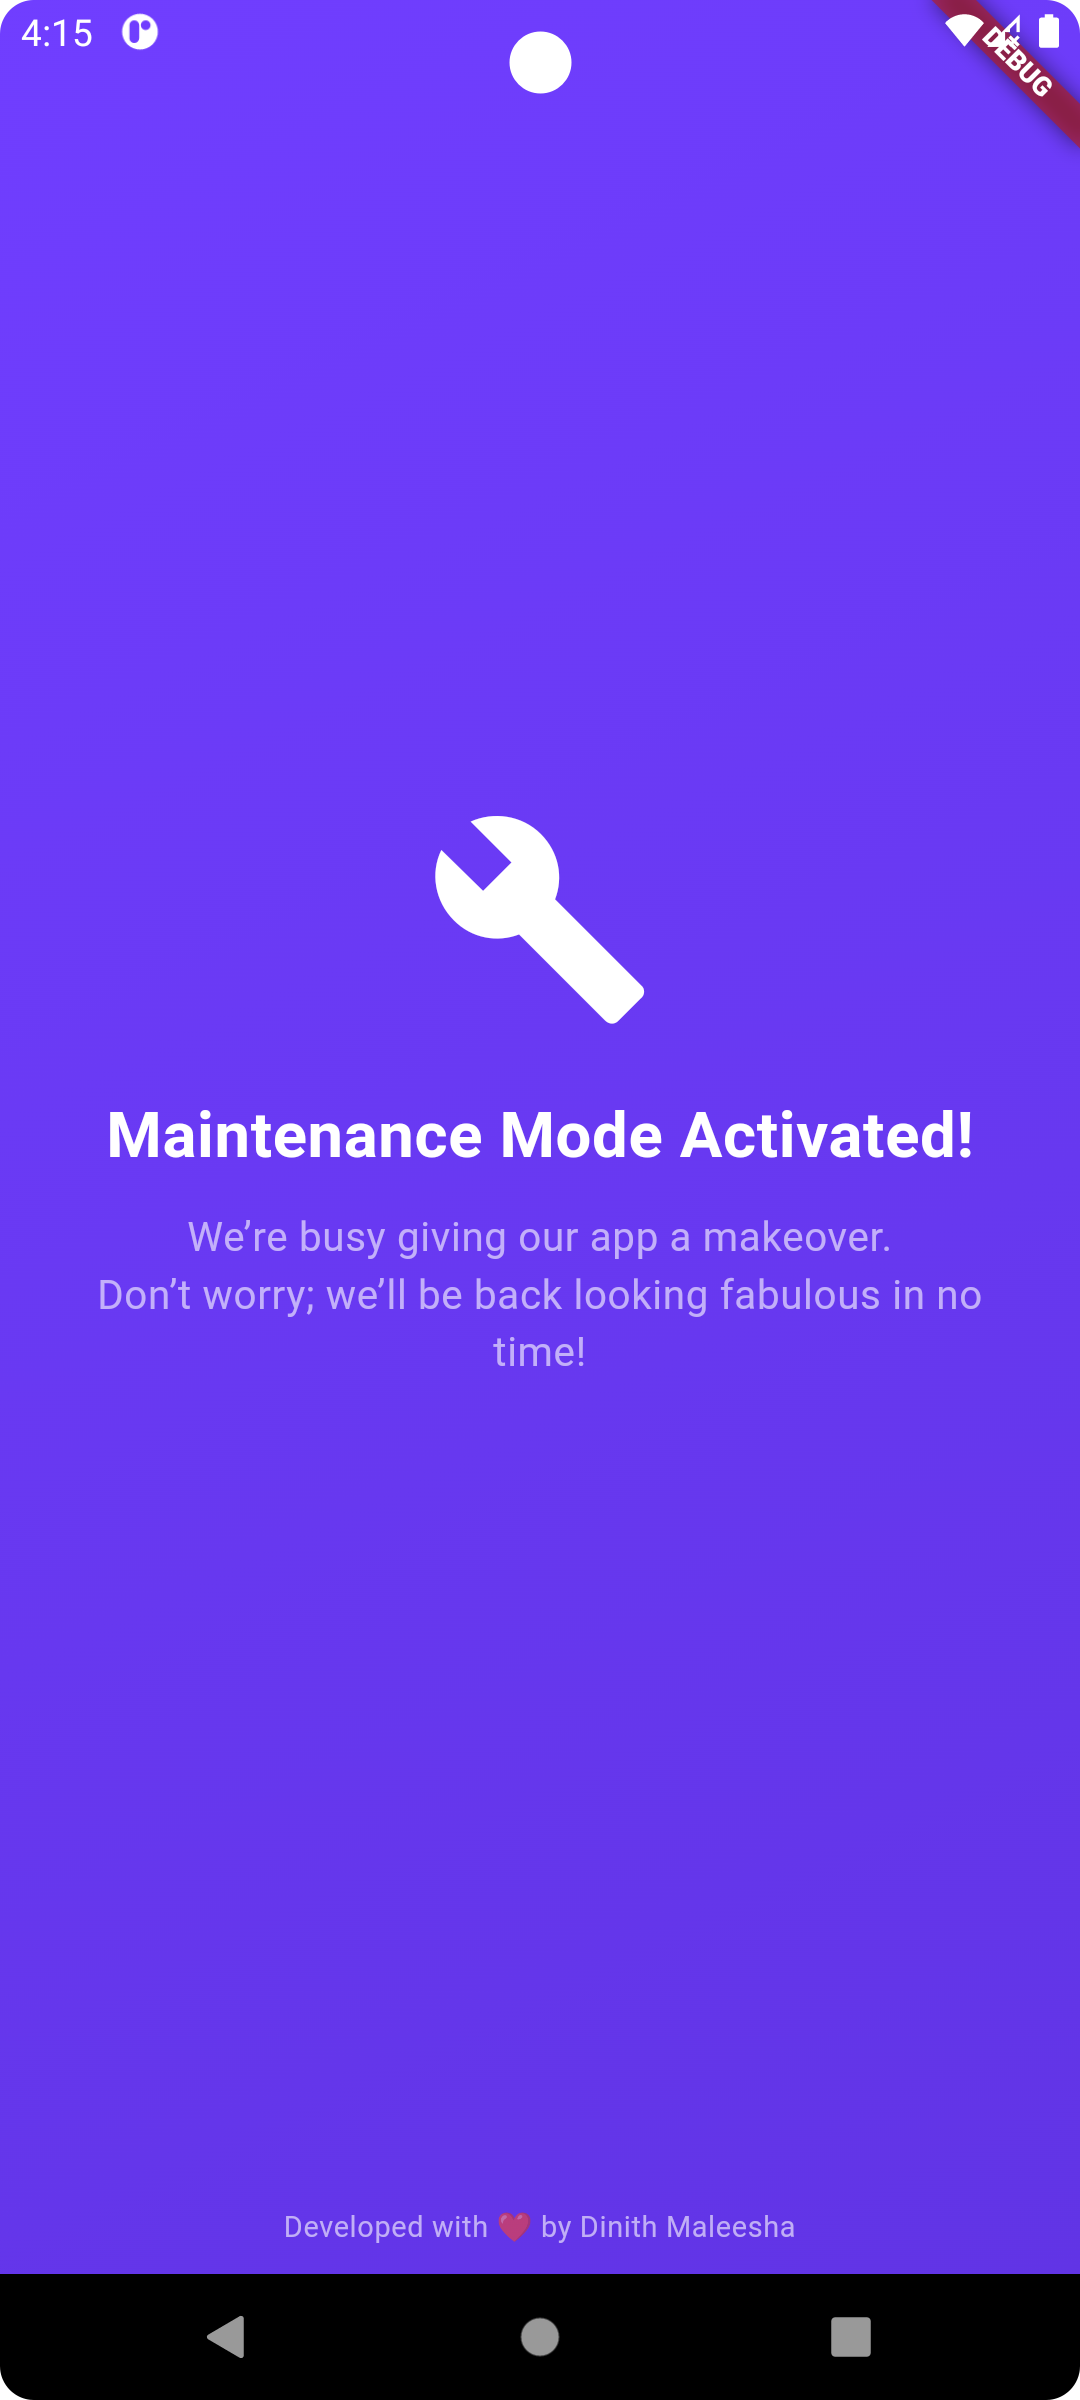 4:15
DEBUG
Maintenance Mode Activated!
We’re busy giving our app a makeover.
Don’t worry; we’ll be back looking fabulous in no
time!
Developed with ❤️ by Dinith Maleesha